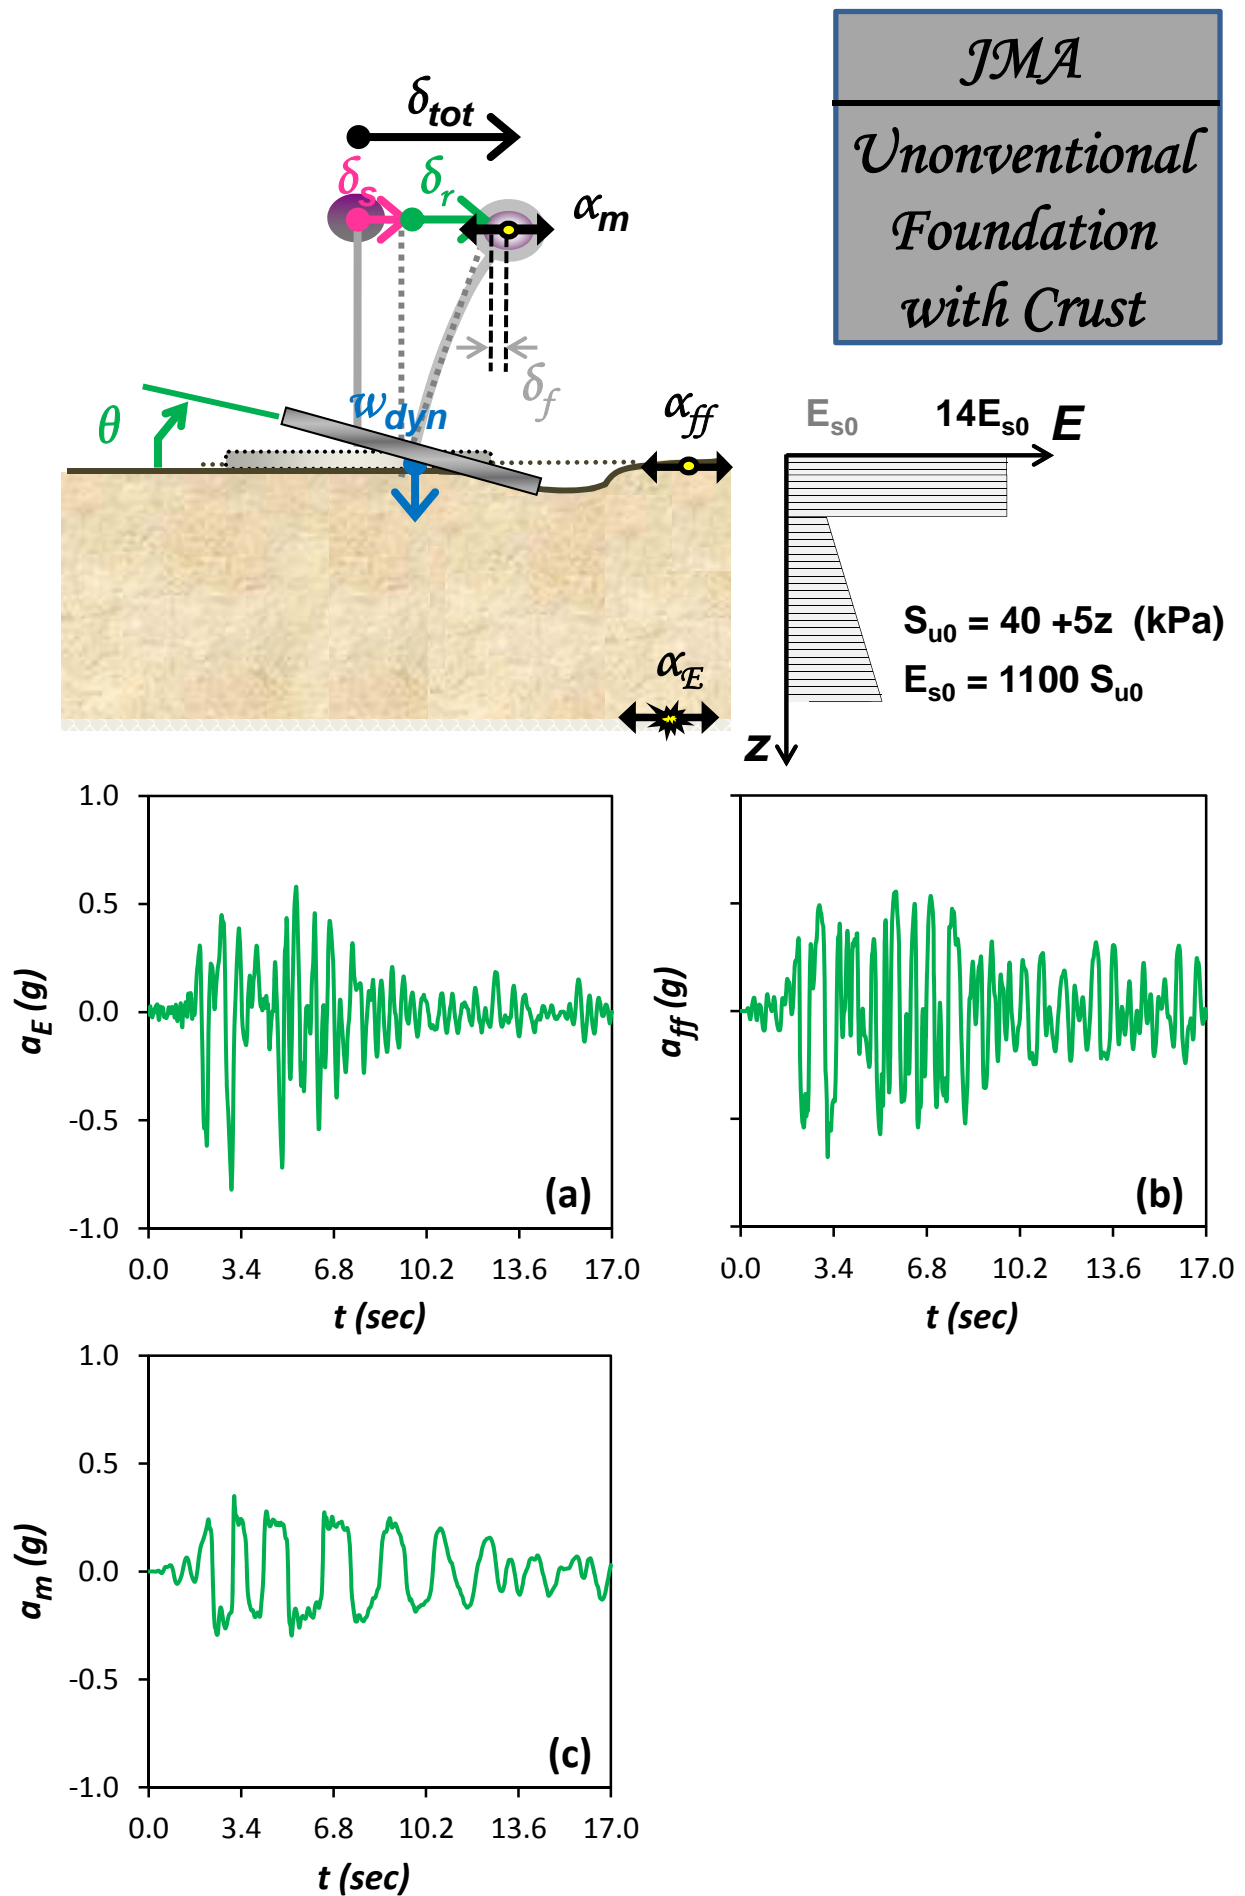 JMA
Unonventional
Foundation
with Crust
δtot
δs
δr
αm
δf
θ
wdyn
αff
αE
Es0
14Es0
E
Su0 = 40 +5z (kPa)
Es0 = 1100 Su0
z
1.0
0.5
0.0
-0.5
-1.0
aE (g)
(a)
0.0 3.4 6.8 10.2 13.6 17.0
t (sec)
aff (g)
(b)
0.0 3.4 6.8 10.2 13.6 17.0
t (sec)
1.0
0.5
0.0
-0.5
-1.0
am (g)
(c)
0.0 3.4 6.8 10.2 13.6 17.0
t (sec)